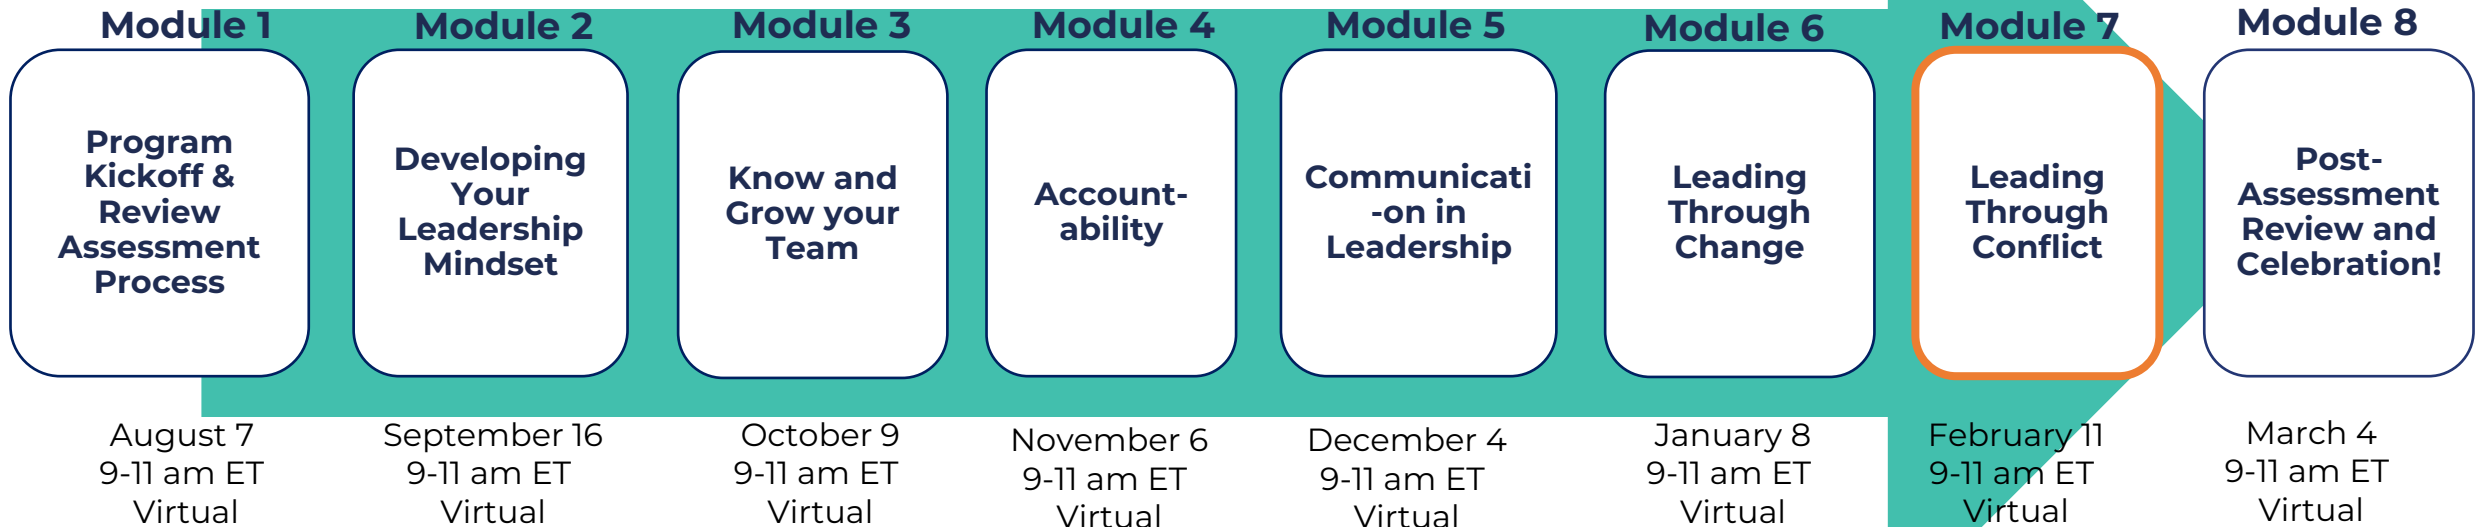 Module 1
Program
Kickoff &
Review
Assessment
Process
August 7
9-11 am ET
Virtual
Module 2
Developing
Your
Leadership
Mindset
September 16
9-11 am ET
Virtual
Module 3
Know and
Grow your
Team
October 9
9-11 am ET
Virtual
Module 4
Account-
ability
November 6
9-11 am ET
Virtual
Module 5
Communicati
-on in
Leadership
December 4
9-11 am ET
Virtual
Module 6
Leading
Through
Change
January 8
9-11 am ET
Virtual
Module 7
Leading
Through
Conflict
February 11
9-11 am ET
Virtual
Module 8
Post-
Assessment
Review and
Celebration!
March 4
9-11 am ET
Virtual